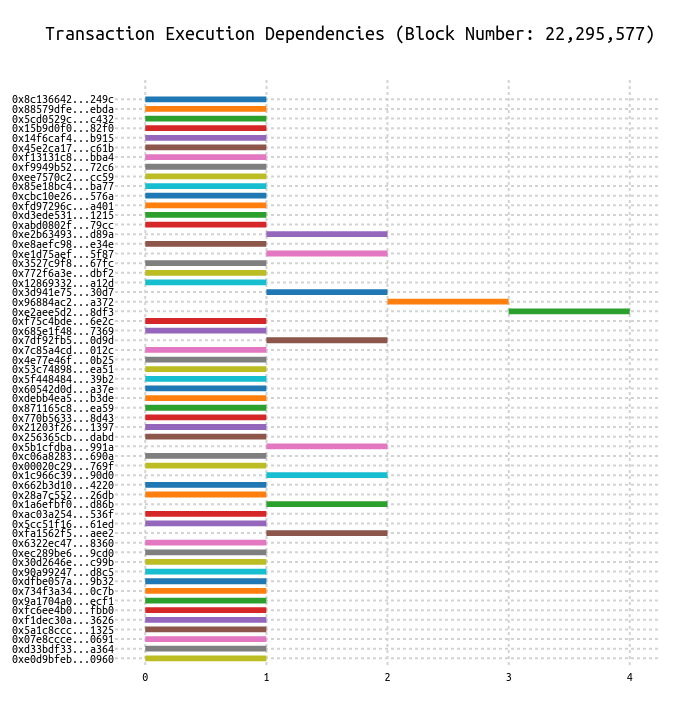 Transaction Execution Dependencies (Block Number: 22,295,577)
0x8c136642...249c
0x88579dfe...ebda
0x5cd0529c...c432
0x15b9d0f0...82f0
0x14f6caf4...b915
0x45e2ca17...c61b
0xf13131c8...bba4
0xf9949b52...72c6
0xee7570c2...cc59
0x85e18bc4...ba77
0xcbc10e26...576a
0xfd97296c...a401
0xd3ede531...1215
0xabd0802f...79cc
0xe2b63493...d89a
0xe8aefc98...e34e
0xe1d75aef...5f87
0x3527c9f8...67fc
0x772f6a3e...dbf2
0x12869332...a12d
0x3d941e75...30d7
0x96884ac2...a372
0xe2aee5d2...8df3
0xf75c4bde...6e2c
0x685e1f48...7369
0x7df92fb5...0d9d
0x7c85a4cd...012c
0x4e77e46f...0b25
0x53c74898...ea51
0x5f448484...39b2
0x60542d0d...a37e
0xdebb4ea5...b3de
0x871165c8...ea59
0x770b5633...8d43
0x21203f26...1397
0x256365cb...dabd
0x5b1cfdba...991a
0xc06a8283...690a
0x00020c29...769f
0x1c966c39...90d0
0x662b3d10...4220
0x28a7c552...26db
0x1a6efbf0...d86b
0xac03a254...536f
0x5cc51f16...61ed
0xfa1562f5...aee2
0x6322ec47...8360
0xec289be6...9cd0
0x30d2646e...c99b
0x90a99247...d8c5
0xdfbe057a...9b32
0x734f3a34...0c7b
0x9a1704a0...ecf1
0xfc6ee4b0...fbb0
0xf1dec30a...3626
0x5a1c8ccc...1325
0x07e8ccce...0691
0xd33bdf33...a364
0xe0d9bfeb...0960
0 1 2 3 4